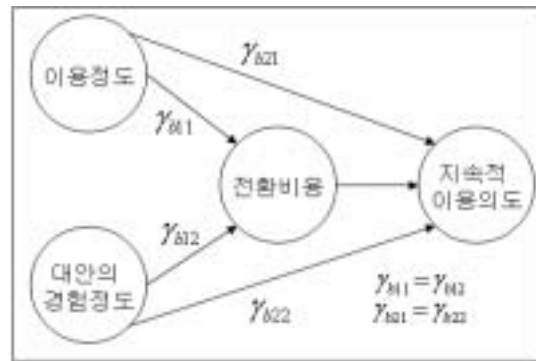 이용정도
γb21
γb11
전환비용
지속적
이용의도
γb12
대안의
경험정도
γb22
γb11 = γb12
γb21 = γb22